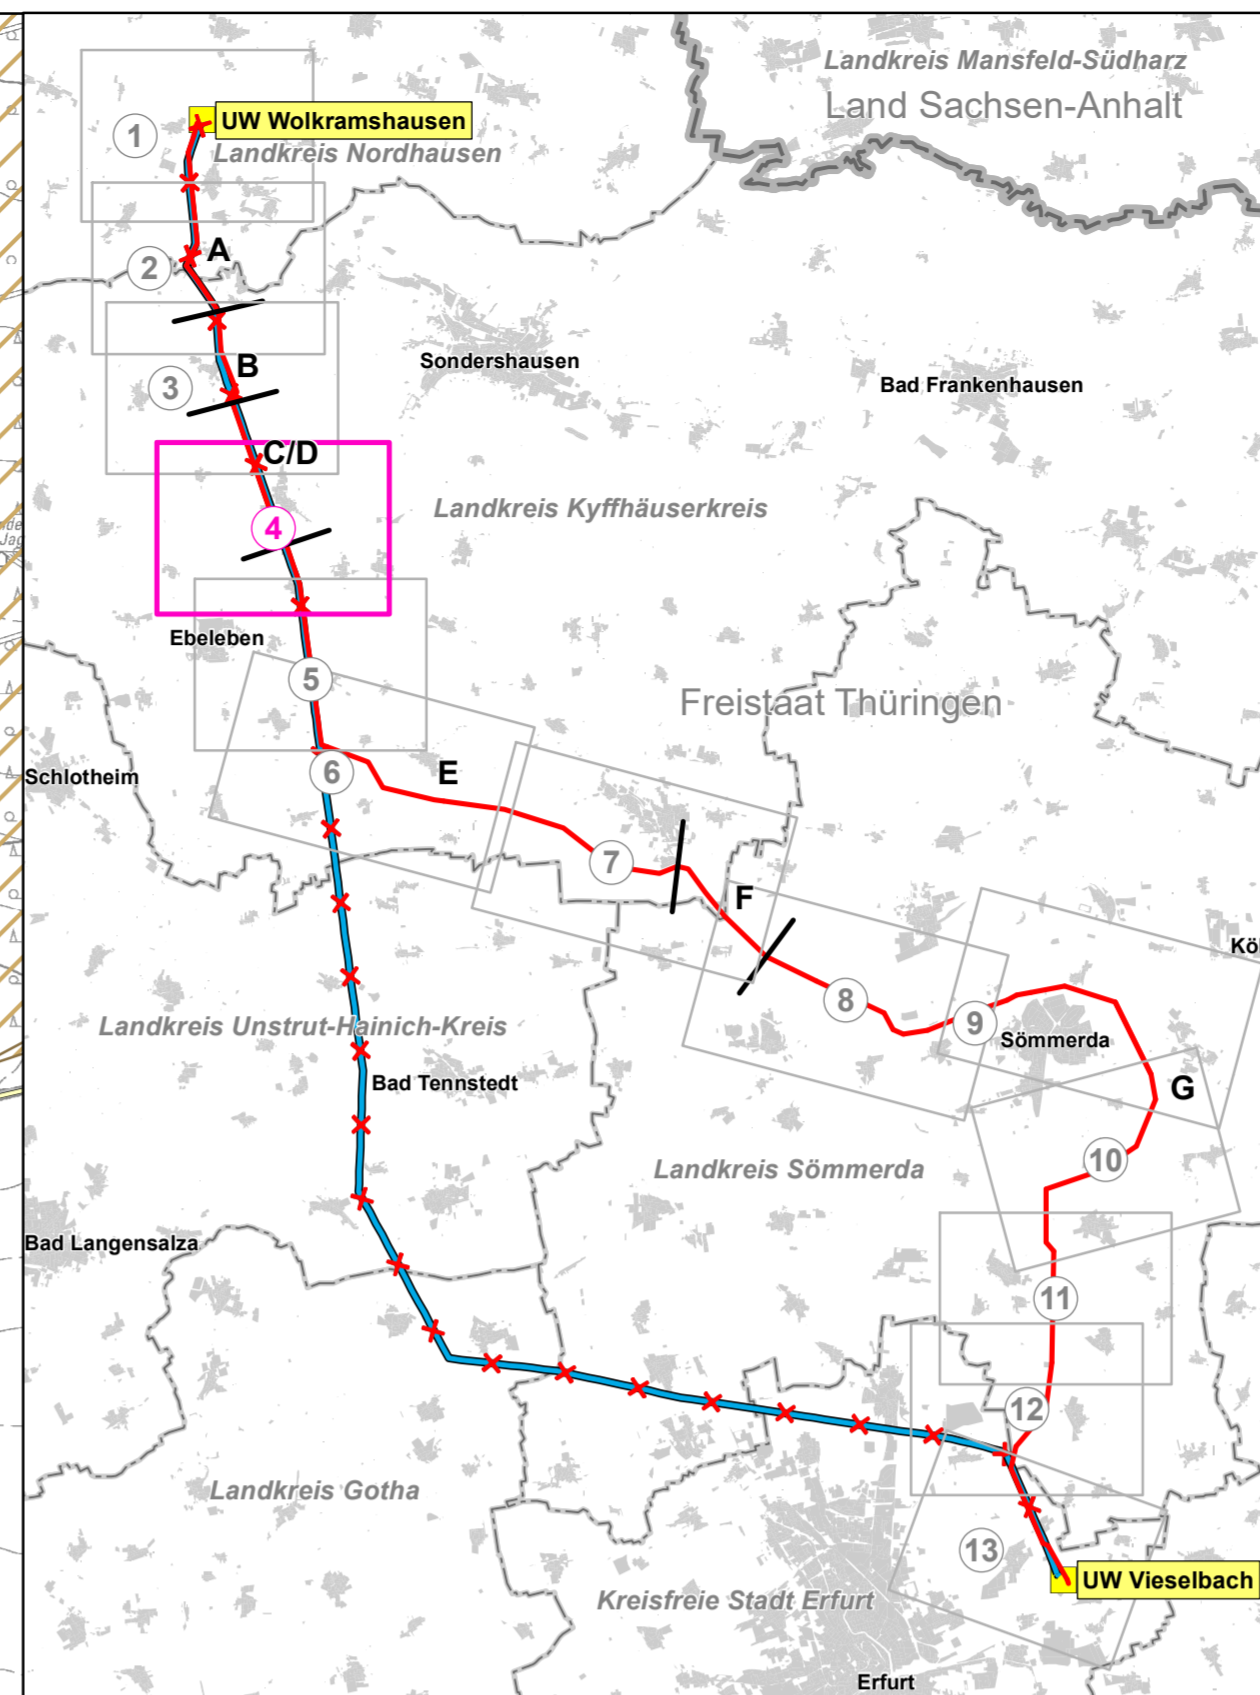 Landkreis Mansfeld-Südharz
Land Sachsen-Anhalt
1
UW Wolkramshausen
Landkreis Nordhausen
A
2
B
3
Sondershausen
Bad Frankenhausen
C/D
Landkreis Kyffhäuserkreis
4
Ebeleben
5
Freistaat Thüringen
Schlotheim
6
E
7
F
8
9
Sömmerda
Landkreis Unstrut-Hainich-Kreis
Bad Tennstedt
G
10
Landkreis Sömmerda
Bad Langensalza
11
12
Landkreis Gotha
13
UW Vieselbach
Kreisfreie Stadt Erfurt
Erfurt